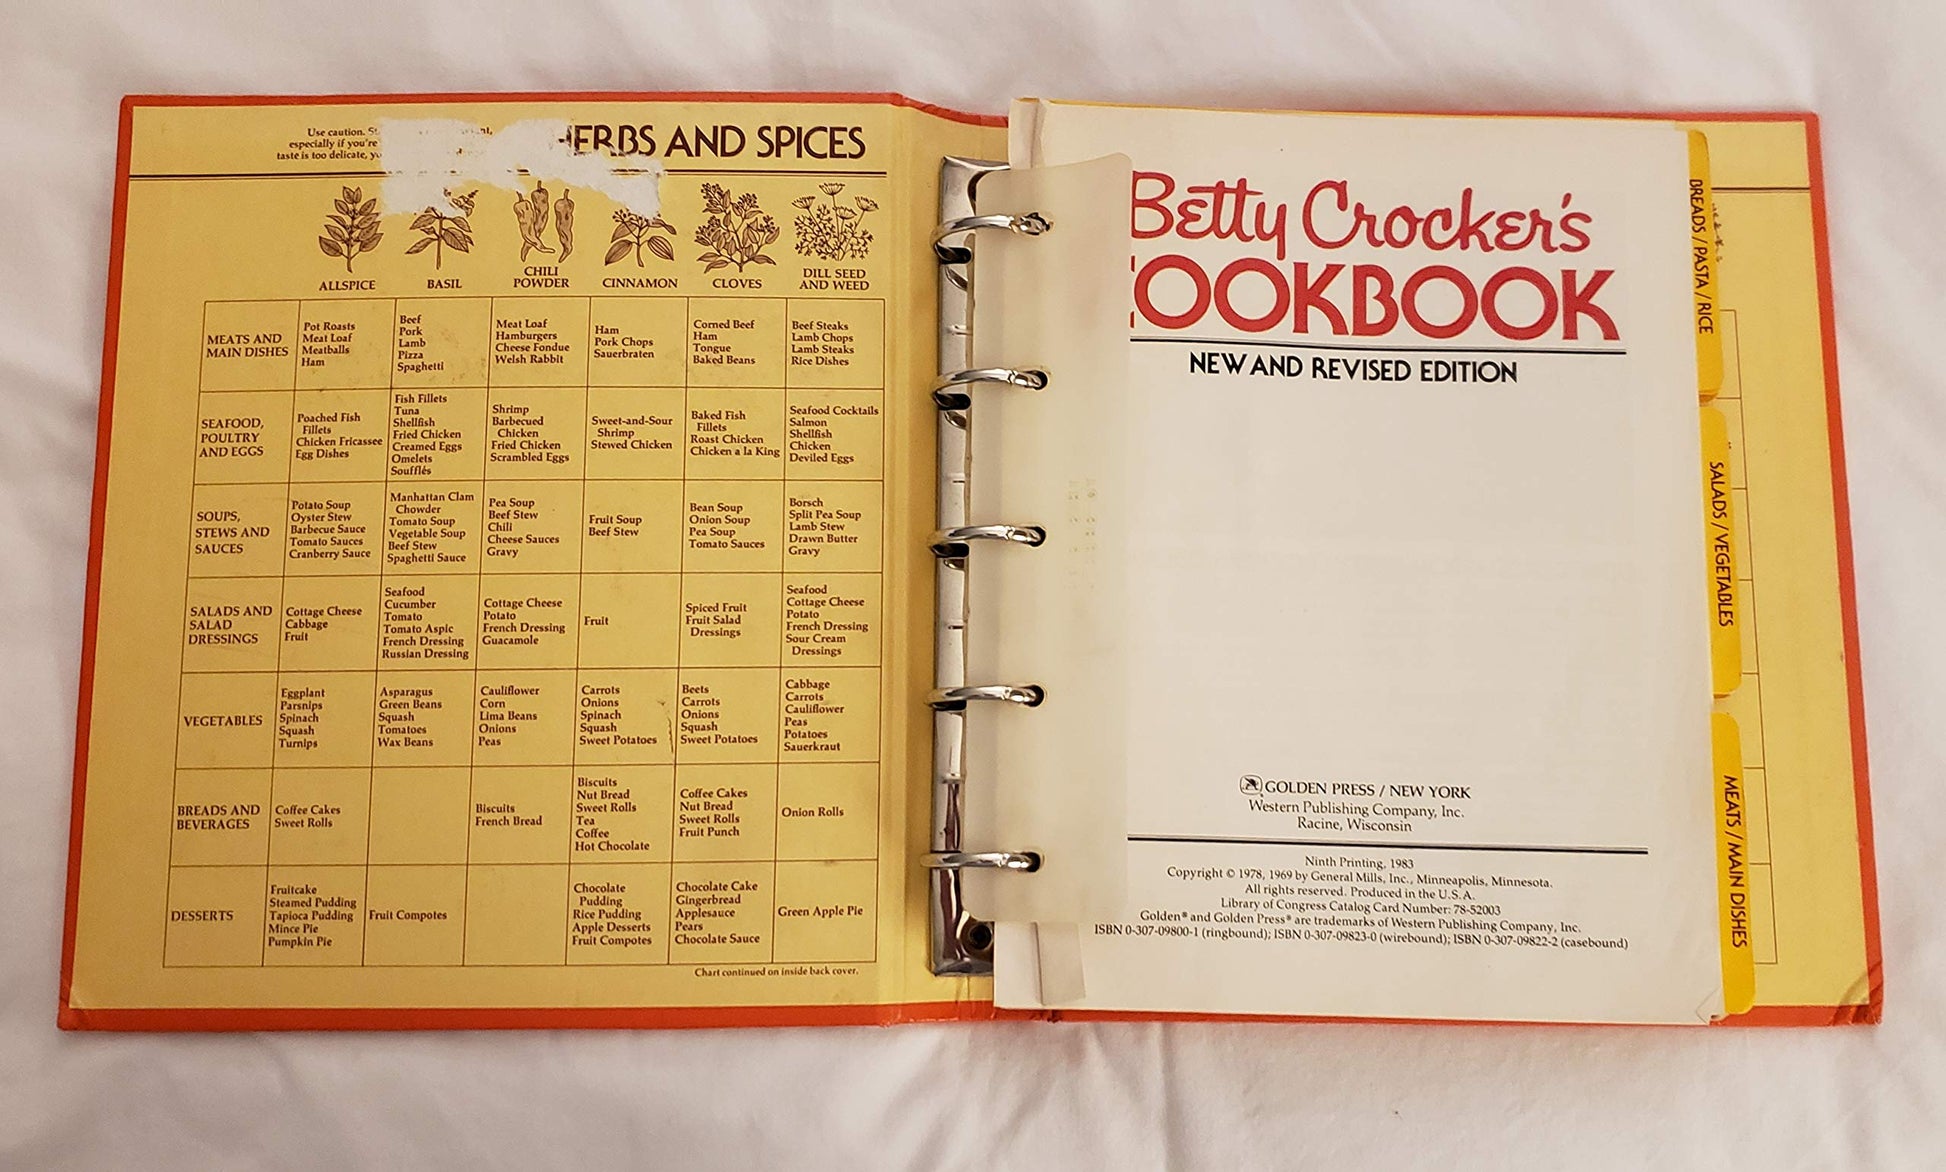 Use caution.
HERBS AND SPICES
especially if you're
taste is too delicate,
ALLSPICE
BASIL
CHILI
POWDER
CINNAMON
CLOVES
DILL SEED
AND WEED
MEATS AND
MAIN DISHES
Pot Roasts
Meat Loaf
Meatballs
Ham
Beef
Pork
Lamb
Pizza
Spaghetti
Meat Loaf
Hamburgers
Cheese Fondue
Welsh Rabbit
Ham
Pork Chops
Sauerbraten
Corned Beef
Ham
Tongue
Baked Beans
Beef Steaks
Lamb Chops
Lamb Steaks
Rice Dishes
SEAFOOD,
POULTRY
AND EGGS
Poached Fish
Fillets
Chicken Fricassee
Egg Dishes
Fish Fillets
Tuna
Shellfish
Fried Chicken
Creamed Eggs
Omelets
Soufflés
Shrimp
Barbecued
Chicken
Fried Chicken
Scrambled Eggs
Sweet-and-Sour
Shrimp
Stewed Chicken
Baked Fish
Fillets
Roast Chicken
Chicken a la King
Seafood Cocktails
Salmon
Shellfish
Chicken
Deviled Eggs
SOUPS,
STEWS AND
SAUCES
Potato Soup
Oyster Stew
Barbecue Sauce
Tomato Sauces
Cranberry Sauce
Manhattan Clam
Chowder
Tomato Soup
Vegetable Soup
Beef Stew
Spaghetti Sauce
Pea Soup
Beef Stew
Chili
Cheese Sauces
Gravy
Fruit Soup
Beef Stew
Bean Soup
Onion Soup
Pea Soup
Tomato Sauces
Borsch
Split Pea Soup
Lamb Stew
Drawn Butter
Gravy
SALADS AND
SALAD
DRESSINGS
Cottage Cheese
Cabbage
Fruit
Seafood
Cucumber
Tomato
Tomato Aspic
French Dressing
Russian Dressing
Cottage Cheese
Potato
French Dressing
Guacamole
Fruit
Spiced Fruit
Fruit Salad
Dressings
Seafood
Cottage Cheese
Potato
French Dressing
Sour Cream
Dressings
VEGETABLES
Eggplant
Parsnips
Spinach
Squash
Turnips
Asparagus
Green Beans
Squash
Tomatoes
Wax Beans
Cauliflower
Corn
Lima Beans
Onions
Peas
Carrots
Onions
Spinach
Squash
Sweet Potatoes
Beets
Carrots
Onions
Squash
Sweet Potatoes
Cabbage
Carrots
Cauliflower
Peas
Potatoes
Sauerkraut
BREADS AND
BEVERAGES
Coffee Cakes
Sweet Rolls
Biscuits
French Bread
Biscuits
Nut Bread
Sweet Rolls
Tea
Coffee
Hot Chocolate
Coffee Cakes
Nut Bread
Sweet Rolls
Fruit Punch
Onion Rolls
DESSERTS
Fruitcake
Steamed Pudding
Tapioca Pudding
Mince Pie
Pumpkin Pie
Fruit Compotes
Chocolate
Pudding
Rice Pudding
Apple Desserts
Fruit Compotes
Chocolate Cake
Gingerbread
Applesauce
Pears
Chocolate Sauce
Green Apple Pie
Chart continued on inside back cover.
Betty Crocker's
COOKBOOK
NEW AND REVISED EDITION
GOLDEN PRESS / NEW YORK
Western Publishing Company, Inc.
Racine, Wisconsin
Ninth Printing, 1983
Copyright © 1978, 1969 by General Mills, Inc., Minneapolis, Minnesota.
All rights reserved. Produced in the U.S.A.
Library of Congress Catalog Card Number: 78-52003
Golden® and Golden Press® are trademarks of Western Publishing Company, Inc.
ISBN 0-307-09800-1 (ringbound); ISBN 0-307-09823-0 (wirebound); ISBN 0-307-09822-2 (casebound)
BREADS / PASTA / RICE
SALADS / VEGETABLES
MEATS / MAIN DISHES